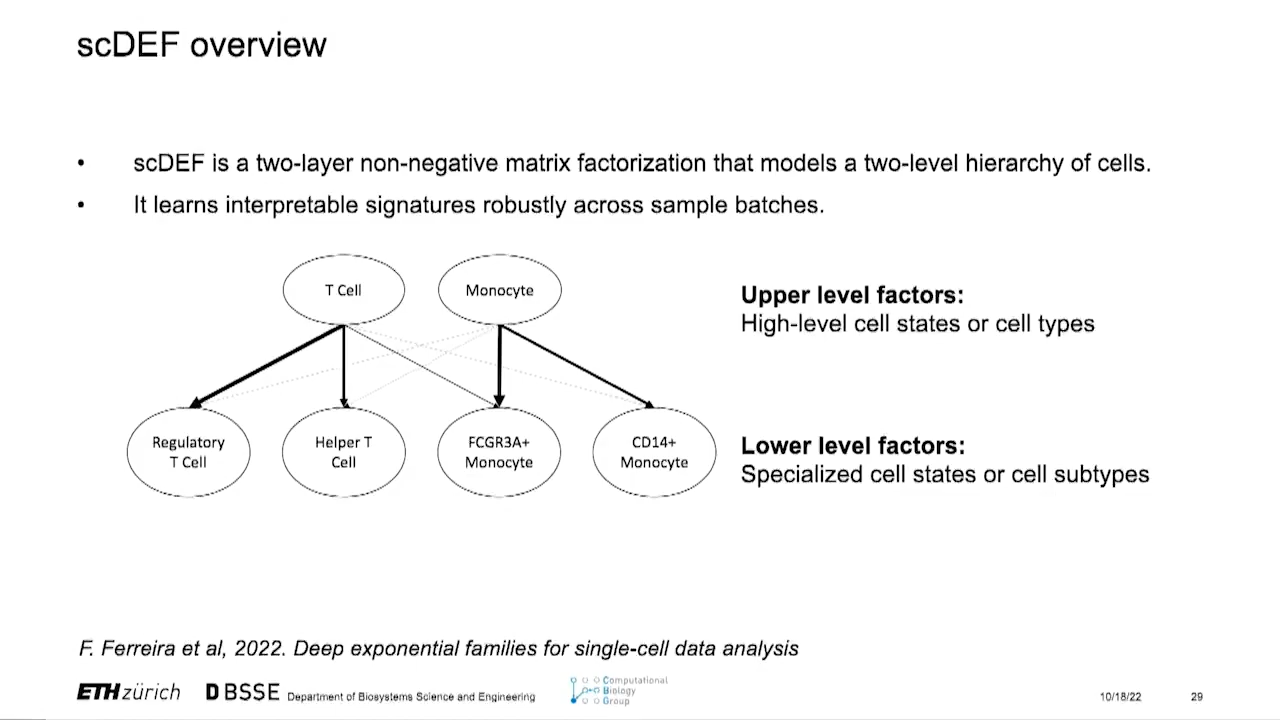 scDEF overview
• scDEF is a two-layer non-negative matrix factorization that models a two-level hierarchy of cells.
• It learns interpretable signatures robustly across sample batches.
T Cell
Monocyte
Upper level factors:
High-level cell states or cell types
Regulatory
T Cell
Helper T
Cell
FCGR3A+
Monocyte
CD14+
Monocyte
Lower level factors:
Specialized cell states or cell subtypes
F. Ferreira et al, 2022. Deep exponential families for single-cell data analysis
ETH zürich
DBSSE Department of Biosystems Science and Engineering
Computational
Biology
Group
10/18/22
29